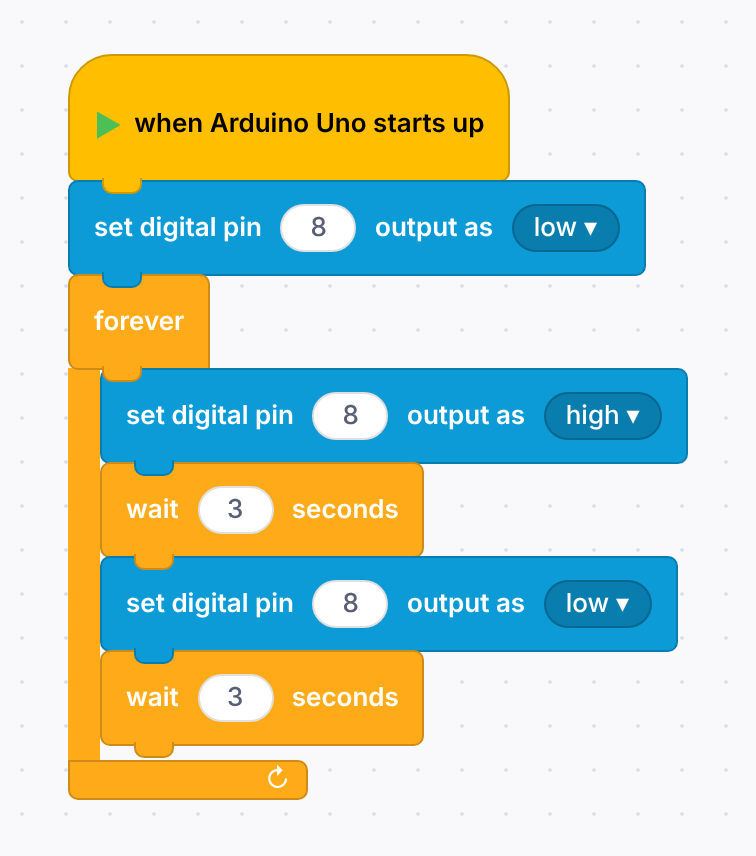 when Arduino Uno starts up
set digital pin 8 output as low ▾
forever
set digital pin 8 output as high ▾
wait 3 seconds
set digital pin 8 output as low ▾
wait 3 seconds